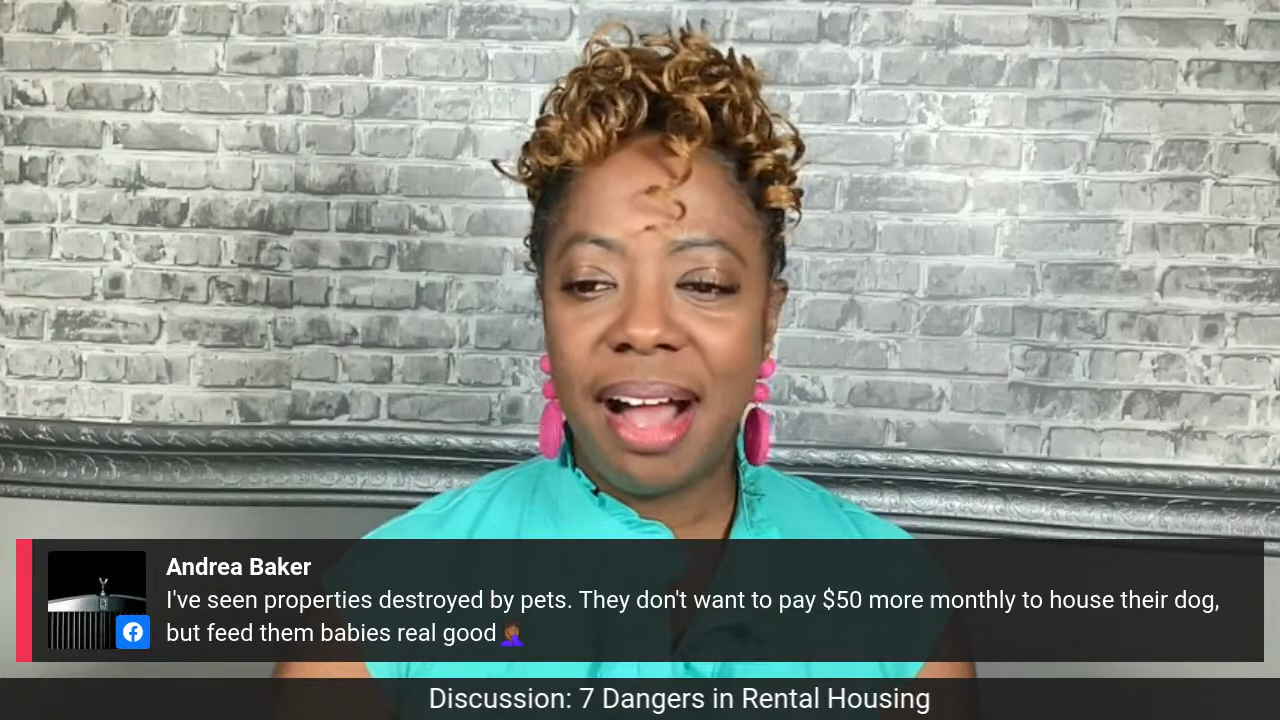 Andrea Baker
I've seen properties destroyed by pets. They don't want to pay $50 more monthly to house their dog,
but feed them babies real good🤦🏾‍♀️
Discussion: 7 Dangers in Rental Housing